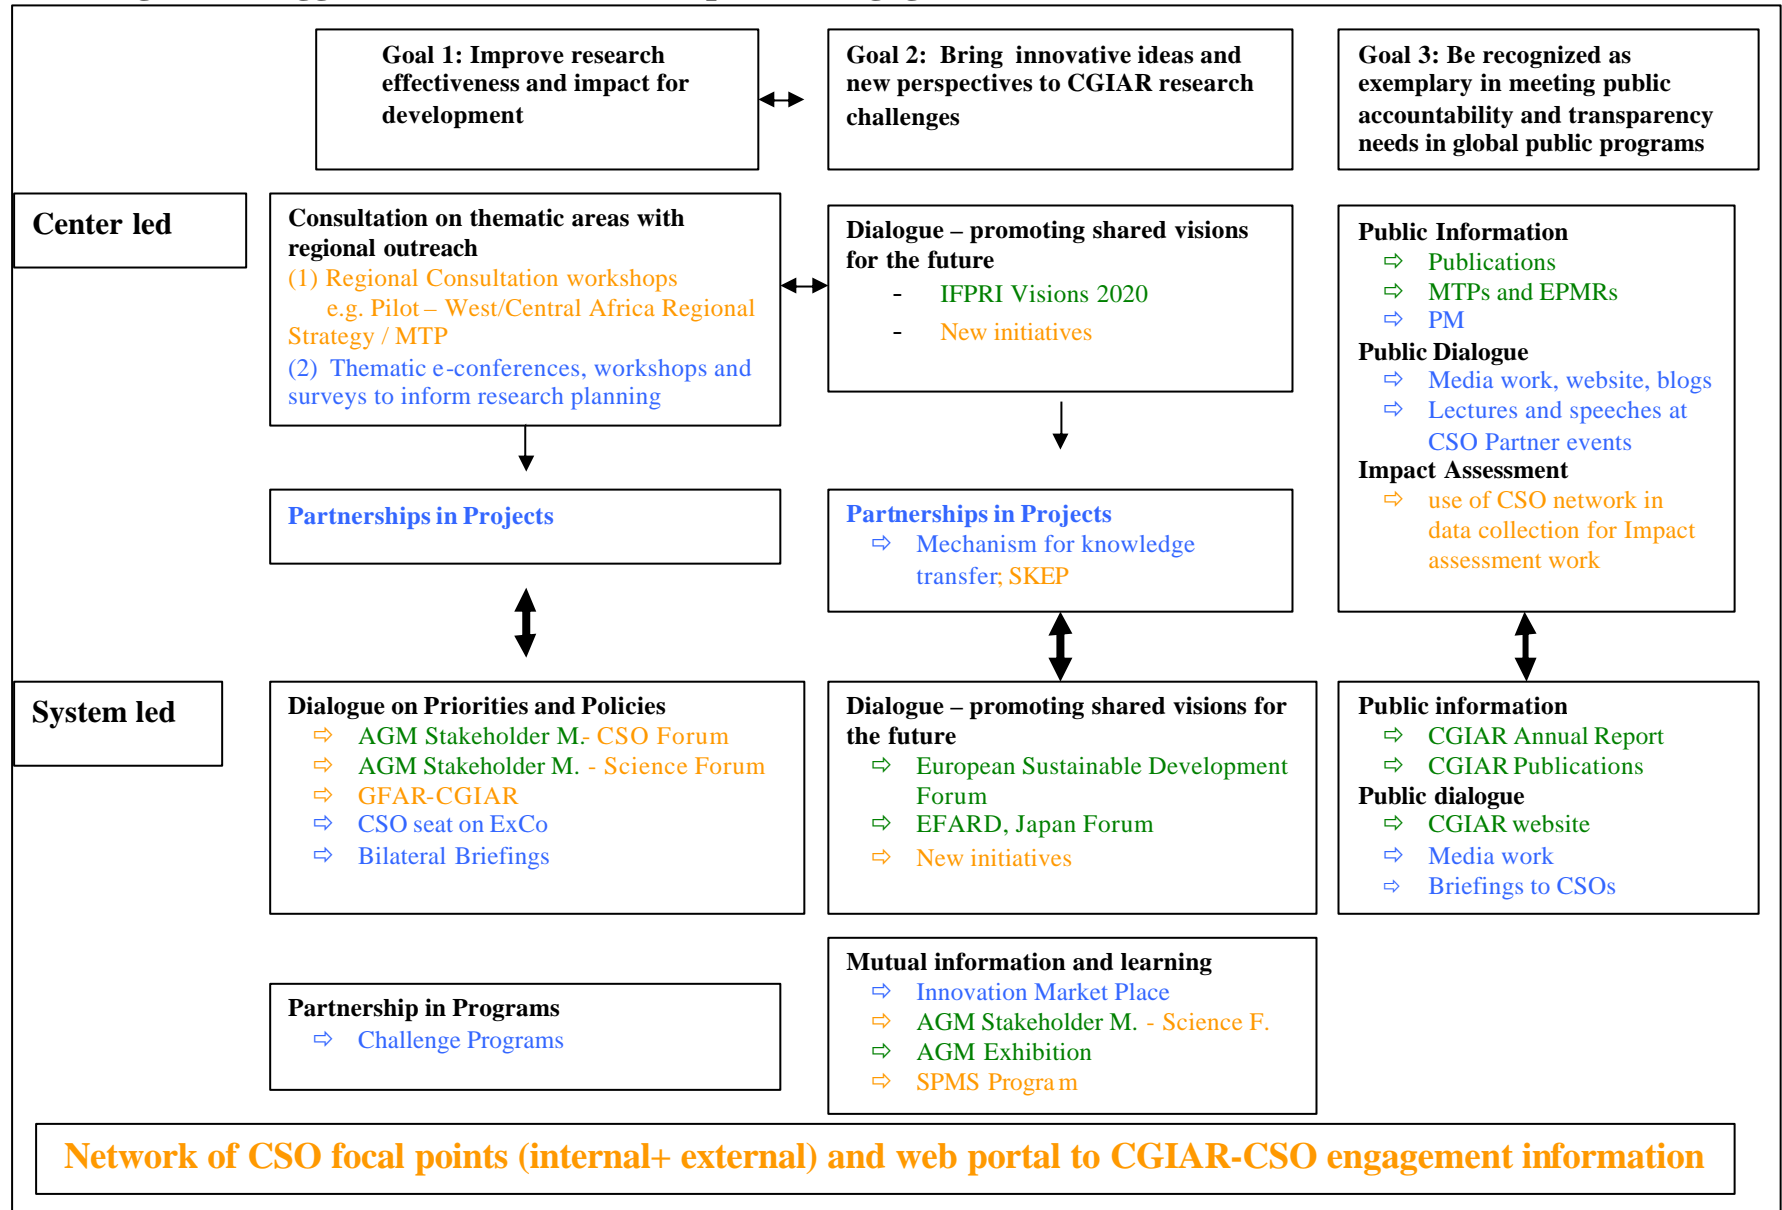 Goal 1: Improve research
effectiveness and impact for
development
Goal 2: Bring innovative ideas and
new perspectives to CGIAR research
challenges
Goal 3: Be recognized as
exemplary in meeting public
accountability and transparency
needs in global public programs
Center led
Consultation on thematic areas with
regional outreach
(1) Regional Consultation workshops
e.g. Pilot – West/Central Africa Regional
Strategy / MTP
(2) Thematic e-conferences, workshops and
surveys to inform research planning
Dialogue – promoting shared visions
for the future
- IFPRI Visions 2020
- New initiatives
Public Information
⇨ Publications
⇨ MTPs and EPMRs
⇨ PM
Public Dialogue
⇨ Media work, website, blogs
⇨ Lectures and speeches at
CSO Partner events
Impact Assessment
⇨ use of CSO network in
data collection for Impact
assessment work
Partnerships in Projects
Partnerships in Projects
⇨ Mechanism for knowledge
transfer; SKEP
System led
Dialogue on Priorities and Policies
⇨ AGM Stakeholder M.- CSO Forum
⇨ AGM Stakeholder M. - Science Forum
⇨ GFAR-CGIAR
⇨ CSO seat on ExCo
⇨ Bilateral Briefings
Dialogue – promoting shared visions for
the future
⇨ European Sustainable Development
Forum
⇨ EFARD, Japan Forum
⇨ New initiatives
Public information
⇨ CGIAR Annual Report
⇨ CGIAR Publications
Public dialogue
⇨ CGIAR website
⇨ Media work
⇨ Briefings to CSOs
Partnership in Programs
⇨ Challenge Programs
Mutual information and learning
⇨ Innovation Market Place
⇨ AGM Stakeholder M. - Science F.
⇨ AGM Exhibition
⇨ SPMS Program
Network of CSO focal points (internal+ external) and web portal to CGIAR-CSO engagement information